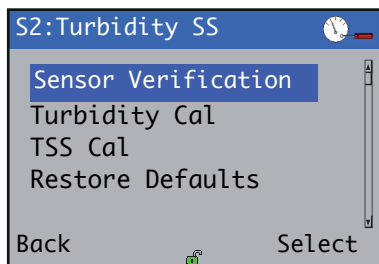 S2:Turbidity SS
Sensor Verification
Turbidity Cal
TSS Cal
Restore Defaults
Back Select